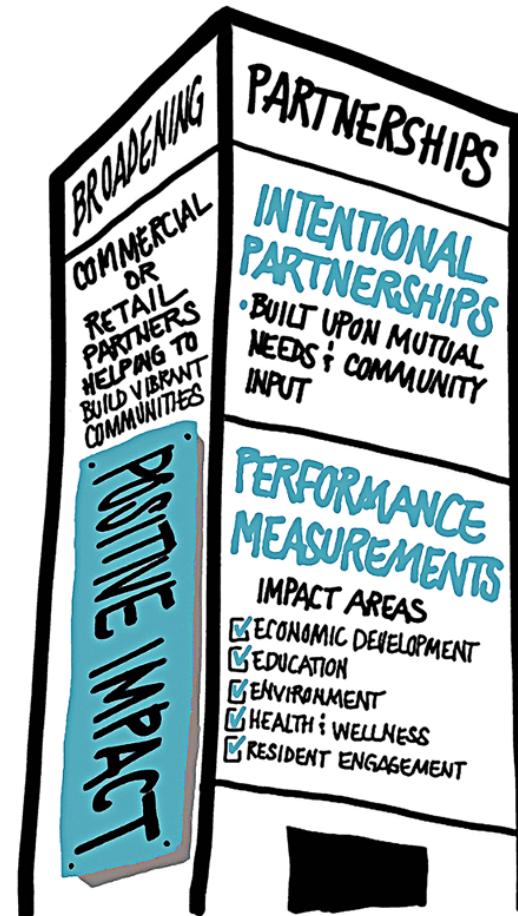 BROADENING
PARTNERSHIPS
COMMERCIAL
OR
RETAIL
PARTNERS
HELPING TO
BUILD VIBRANT
COMMUNITIES
POSITIVE IMPACT
INTENTIONAL
PARTNERSHIPS
• BUILT UPON MUTUAL
NEEDS & COMMUNITY
INPUT
PERFORMANCE
MEASUREMENTS
IMPACT AREAS
☑ ECONOMIC DEVELOPMENT
☑ EDUCATION
☑ ENVIRONMENT
☑ HEALTH & WELLNESS
☑ RESIDENT ENGAGEMENT